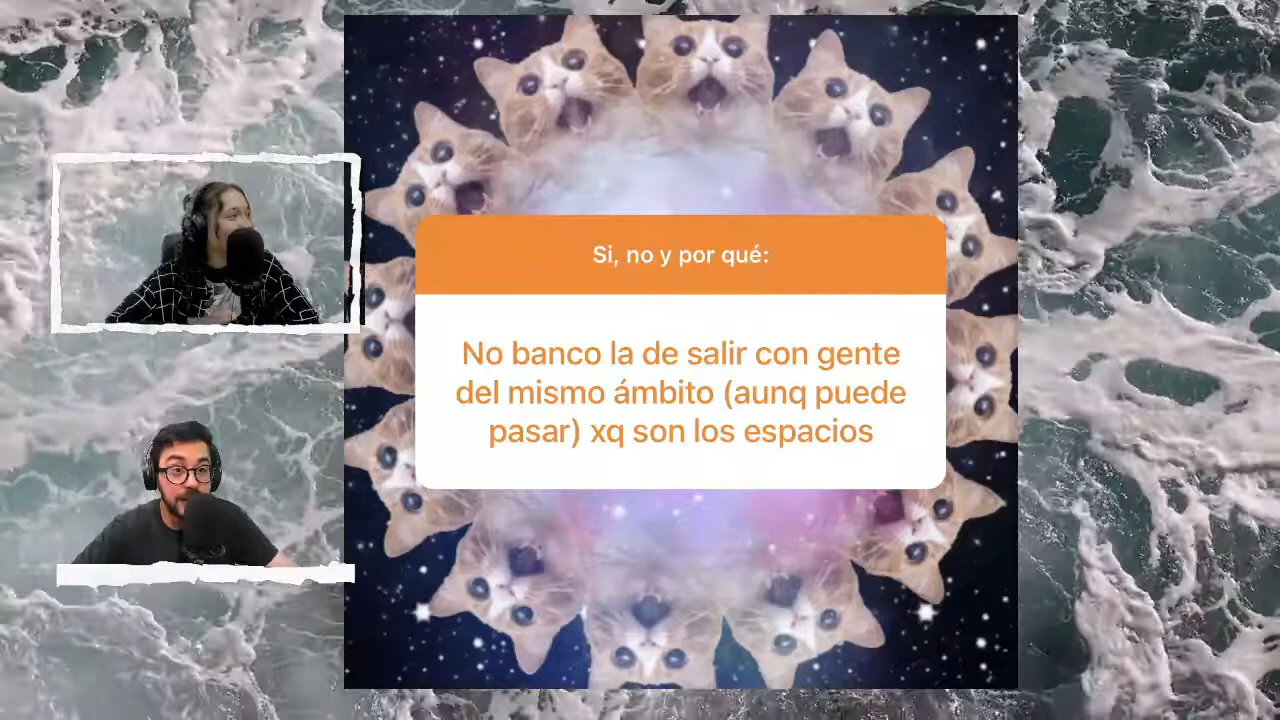 Si, no y por qué:
No banco la de salir con gente
del mismo ámbito (aunq puede
pasar) xq son los espacios